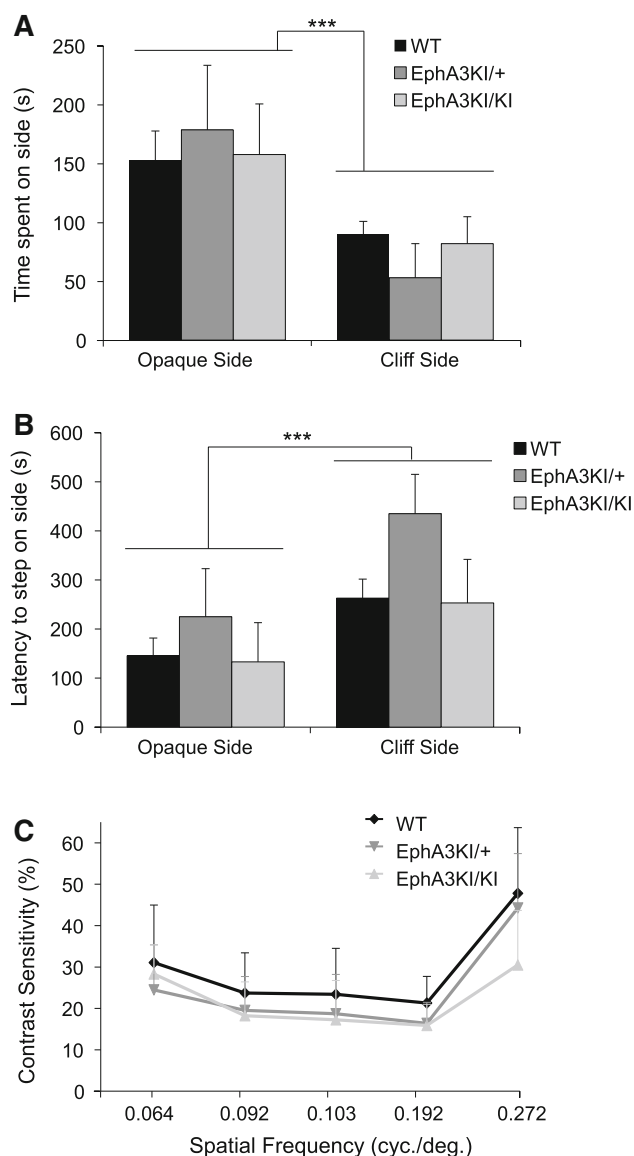 A
***
250
200
150
100
50
0
Time spent on side (s)
WT
EphA3KI/+
EphA3KI/KI
Opaque Side
Cliff Side
B
***
600
500
400
300
200
100
0
Latency to step on side (s)
WT
EphA3KI/+
EphA3KI/KI
Opaque Side
Cliff Side
C
60
50
40
30
20
10
0
Contrast Sensitivity (%)
WT
EphA3KI/+
EphA3KI/KI
0.064 0.092 0.103 0.192 0.272
Spatial Frequency (cyc./deg.)